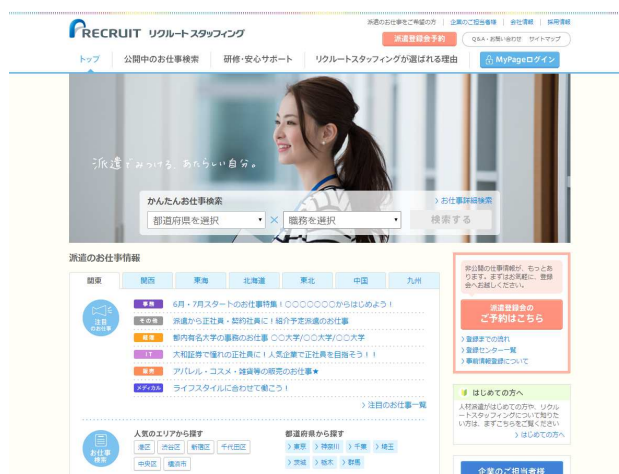 派遣のお仕事をご希望の方 企業のご担当者様 会社情報 採用情報
RECRUIT リクルートスタッフィング
派遣登録会予約 Q&A・お問い合わせ サイトマップ
トップ 公開中のお仕事検索 研修・安心サポート リクルートスタッフィングが選ばれる理由 MyPageログイン
派遣でみつける、あたらしい自分。
かんたんお仕事検索 お仕事詳細検索
都道府県を選択 × 職務を選択 検索する
派遣のお仕事情報
関東 関西 東海 北海道 東北 中国 九州
注目のお仕事
事務 6月・7月スタートのお仕事特集！○○○○○○○からはじめよう！
その他 派遣から正社員・契約社員に！紹介予定派遣のお仕事
都内有名大学の事務のお仕事 ○○大学/○○大学/○○大学
IT 大和証券で憧れの正社員に！人気企業で正社員を目指そう！！
販売 アパレル・コスメ・雑貨等の販売のお仕事★
メディカル ライフスタイルに合わせて働こう！
注目のお仕事一覧
お仕事検索
人気のエリアから探す
港区 渋谷区 新宿区 千代田区
中央区 横浜市
都道府県から探す
東京 神奈川 千葉 埼玉
茨城 栃木 群馬
非公開の仕事情報が、もっとあ
ります。まずはお気軽に、登録
会へお越しください。
派遣登録会の
ご予約はこちら
登録までの流れ
登録センター一覧
事前情報登録について
はじめての方へ
人材派遣がはじめての方や、リクル
ートスタッフィングについて知りた
い方は、まずこちらをご覧ください
はじめての方へ
企業のご担当者様